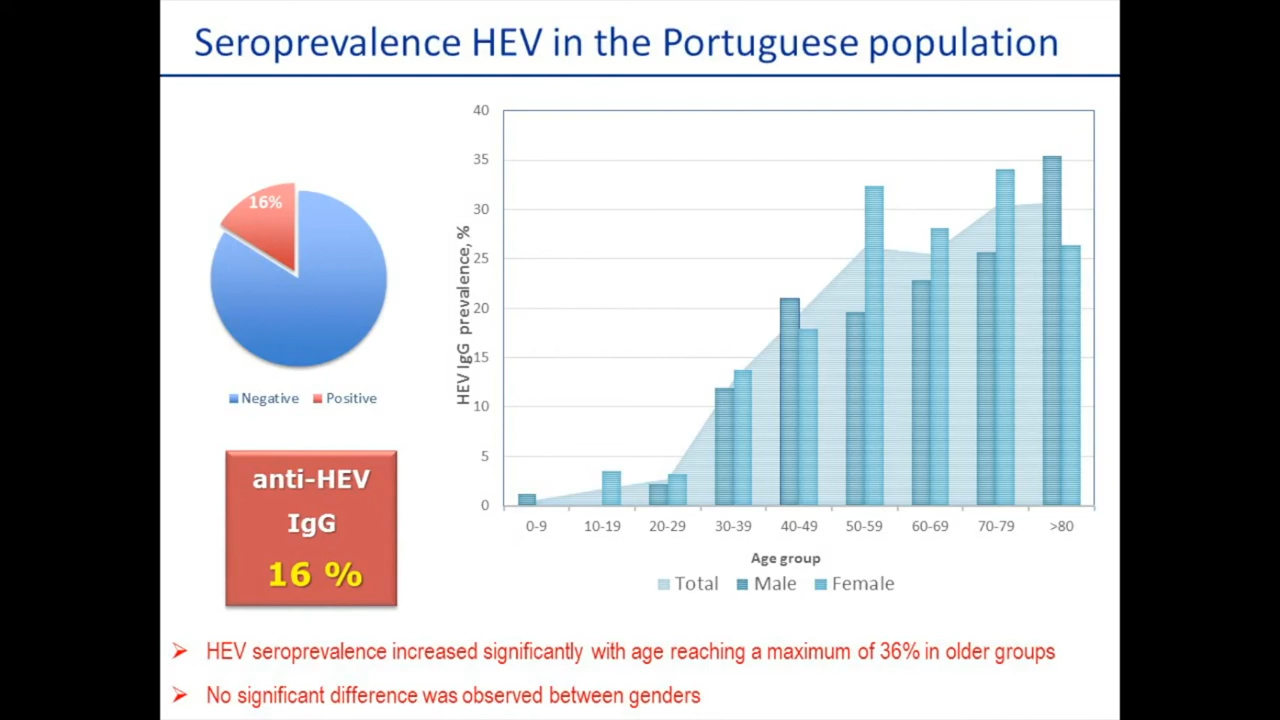 Seroprevalence HEV in the Portuguese population
16%
Negative
Positive
anti-HEV
IgG
16 %
HEV IgG prevalence, %
40
35
30
25
20
15
10
5
0
0-9
10-19
20-29
30-39
40-49
50-59
60-69
70-79
>80
Age group
Total
Male
Female
HEV seroprevalence increased significantly with age reaching a maximum of 36% in older groups
No significant difference was observed between genders